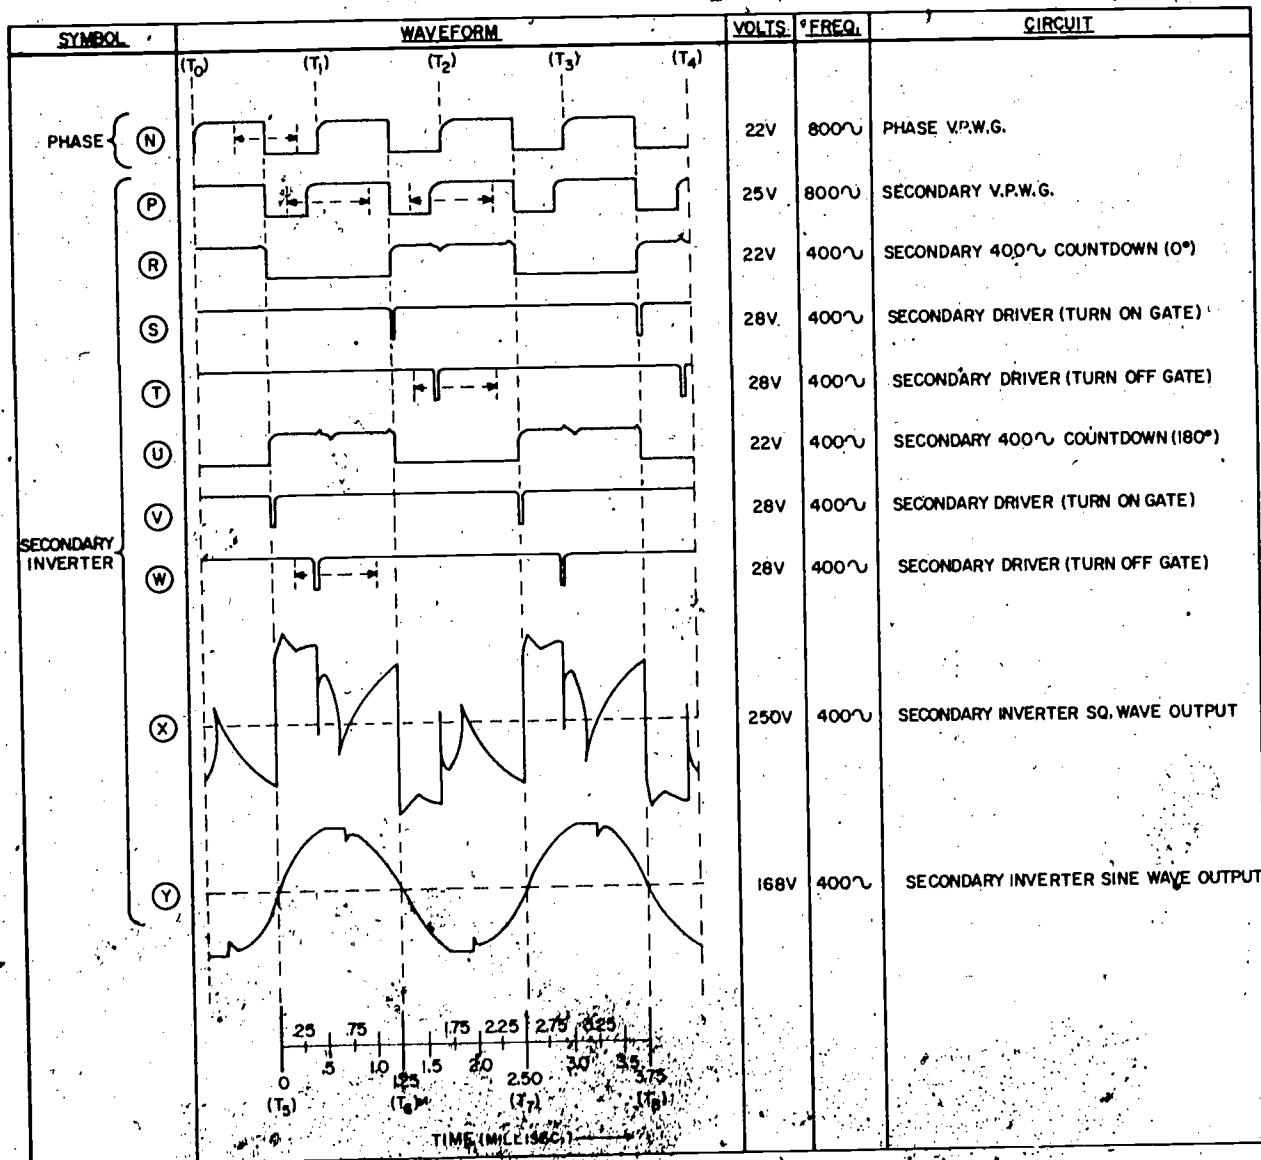 SYMBOL WAVEFORM VOLTS FREQ. CIRCUIT
(T0) (T1) (T2) (T3) (T4)
PHASE N 22V 800∿ PHASE V.P.W.G.
P 25V 800∿ SECONDARY V.P.W.G.
R 22V 400∿ SECONDARY 400∿ COUNTDOWN (0°)
S 28V 400∿ SECONDARY DRIVER (TURN ON GATE)
T 28V 400∿ SECONDARY DRIVER (TURN OFF GATE)
U 22V 400∿ SECONDARY 400∿ COUNTDOWN (180°)
V 28V 400∿ SECONDARY DRIVER (TURN ON GATE)
SECONDARY
INVERTER
W 28V 400∿ SECONDARY DRIVER (TURN OFF GATE)
X 250V 400∿ SECONDARY INVERTER SQ. WAVE OUTPUT
Y 168V 400∿ SECONDARY INVERTER SINE WAVE OUTPUT
.25 .75 1.75 2.25 2.75 3.25
0 .5 1.0 1.25 1.5 2.0 2.50 3.0 3.5 3.75
(T5) (T6) (T7) (T8)
TIME (MILLISEC.)